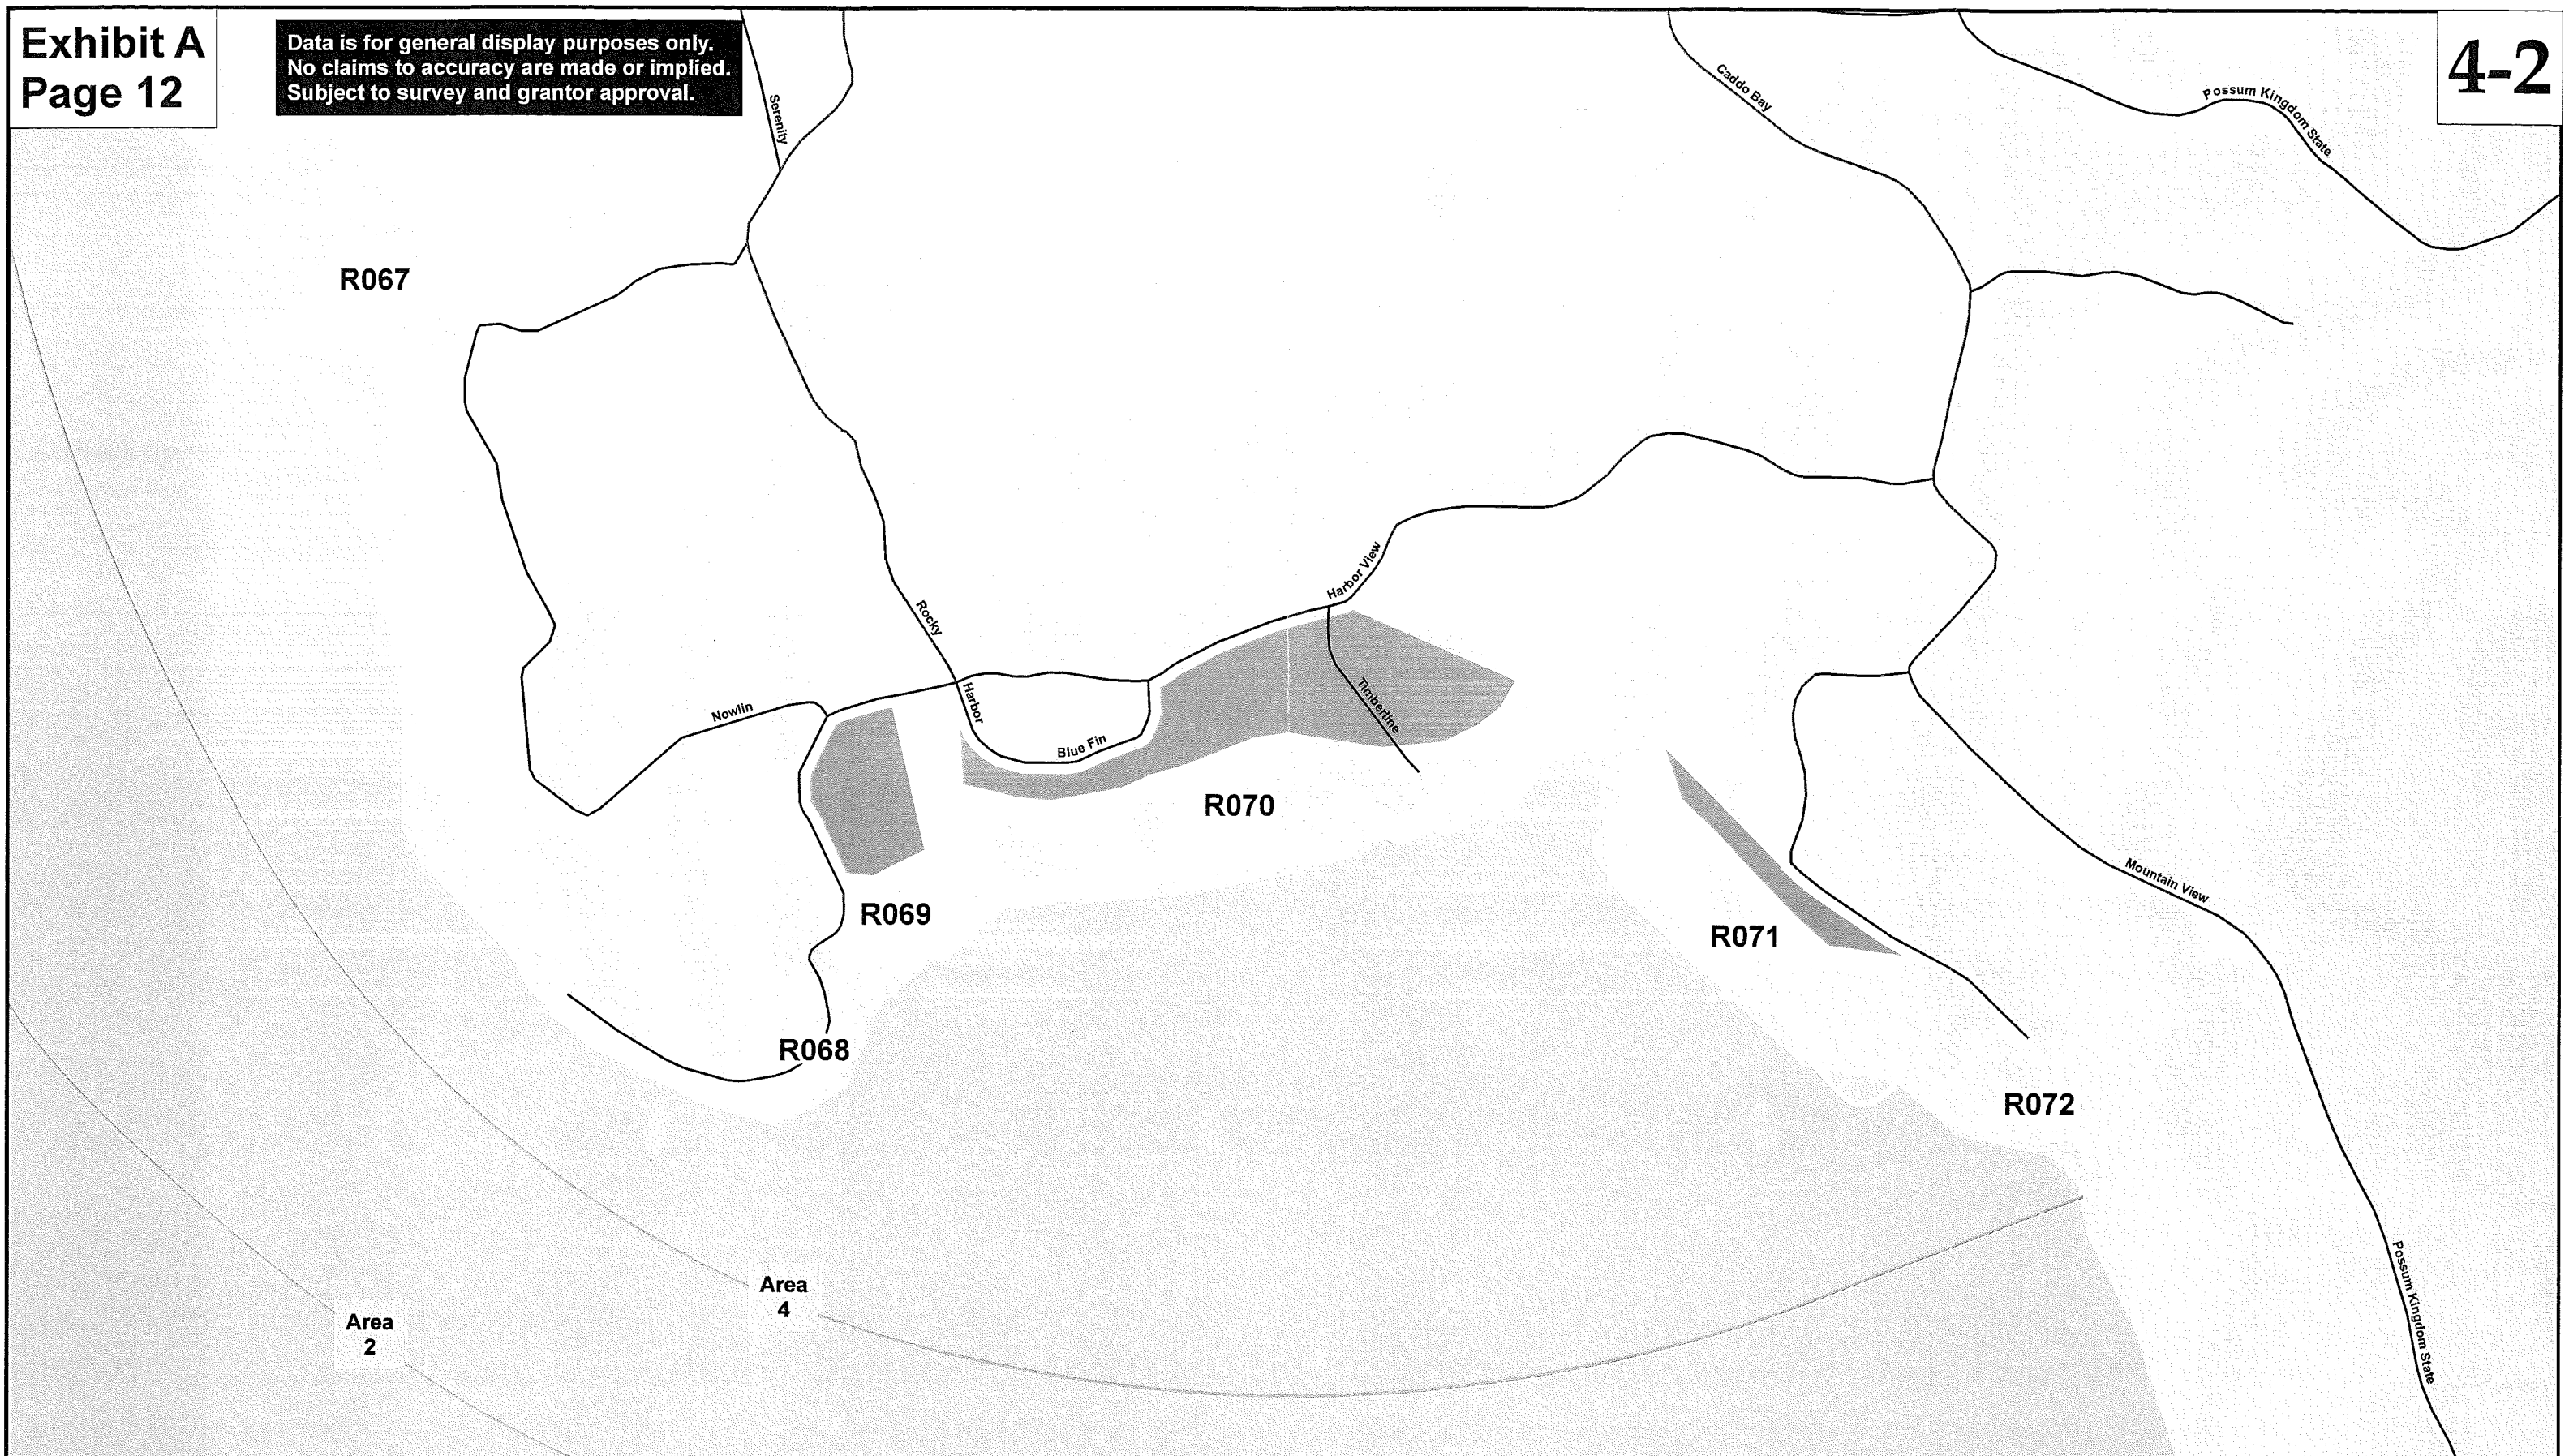 Exhibit A
Page 12
Data is for general display purposes only.
No claims to accuracy are made or implied.
Subject to survey and grantor approval.
4-2
Serenity
Caddo Bay
Possum Kingdom State
R067
Rocky
Harbor View
Harbor
Nowlin
Blue Fin
Timberline
R070
Mountain View
R069
R071
R068
R072
Possum Kingdom State
Area
4
Area
2